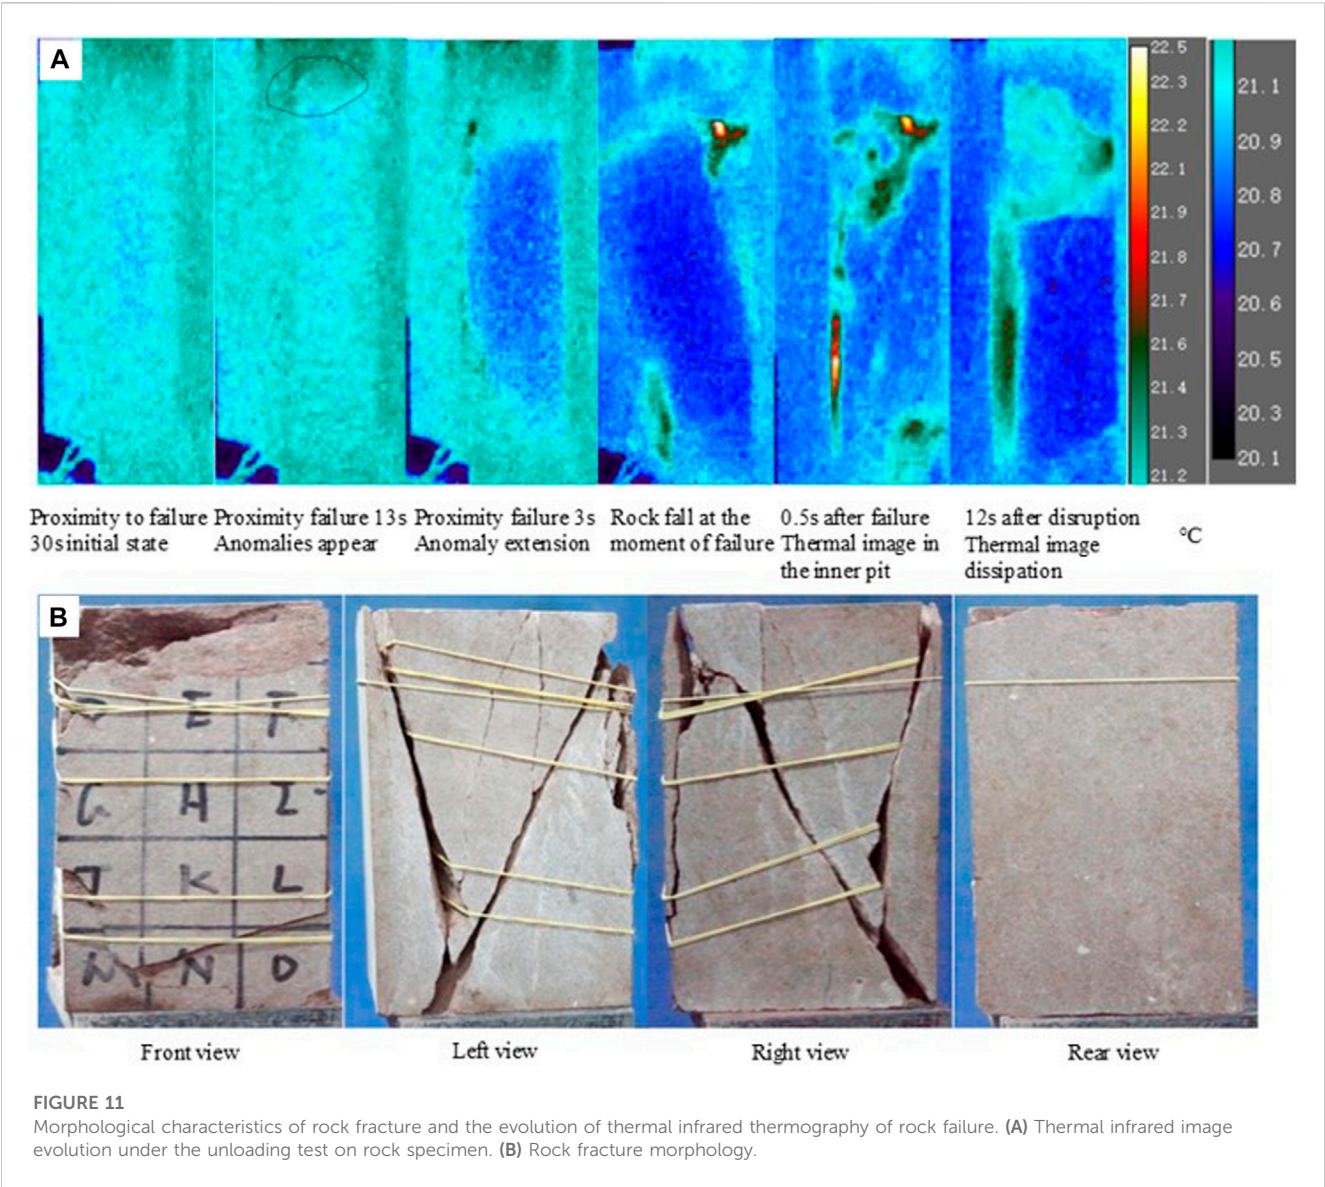 A
22.5
22.3
22.2
22.1
21.9
21.8
21.7
21.6
21.4
21.3
21.2
21.1
20.9
20.8
20.7
20.6
20.5
20.3
20.1
Proximity to failure
30s initial state
Proximity failure 13s
Anomalies appear
Proximity failure 3s
Anomaly extension
Rock fall at the
moment of failure
0.5s after failure
Thermal image in
the inner pit
12s after disruption
Thermal image
dissipation
°C
B
E F
G H I
J K L
M N O
Front view
Left view
Right view
Rear view
FIGURE 11
Morphological characteristics of rock fracture and the evolution of thermal infrared thermography of rock failure. (A) Thermal infrared image
evolution under the unloading test on rock specimen. (B) Rock fracture morphology.